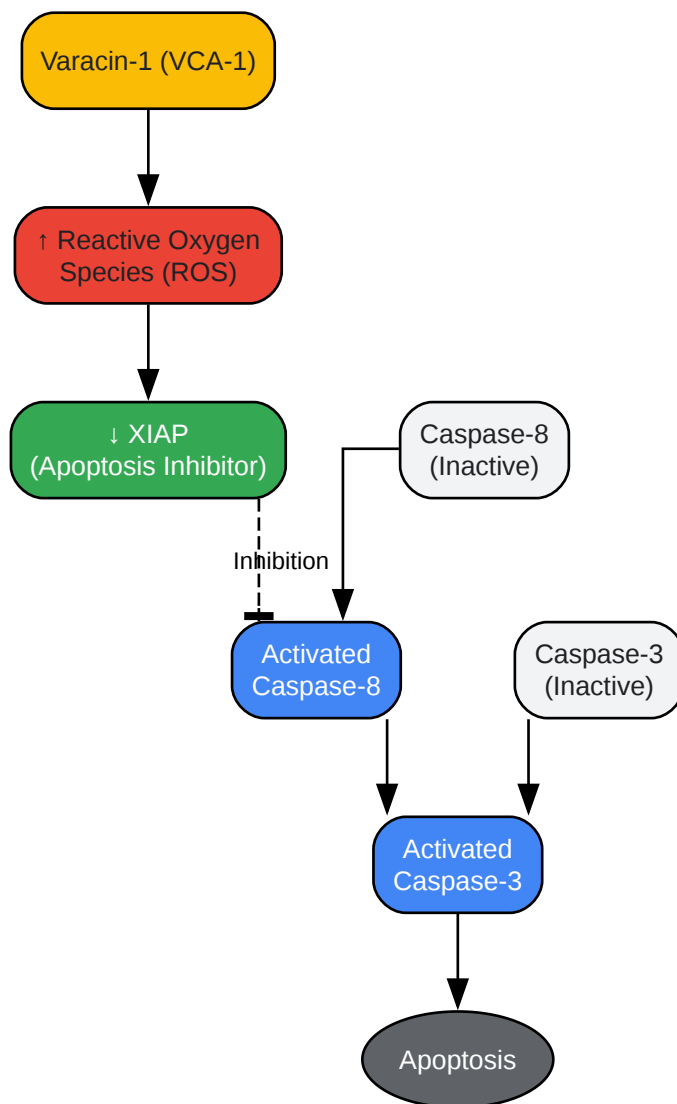 Varacin-1 (VCA-1)
↑ Reactive Oxygen
Species (ROS)
↓ XIAP
(Apoptosis Inhibitor)
Caspase-8
(Inactive)
Inhibition
Activated
Caspase-8
Caspase-3
(Inactive)
Activated
Caspase-3
Apoptosis